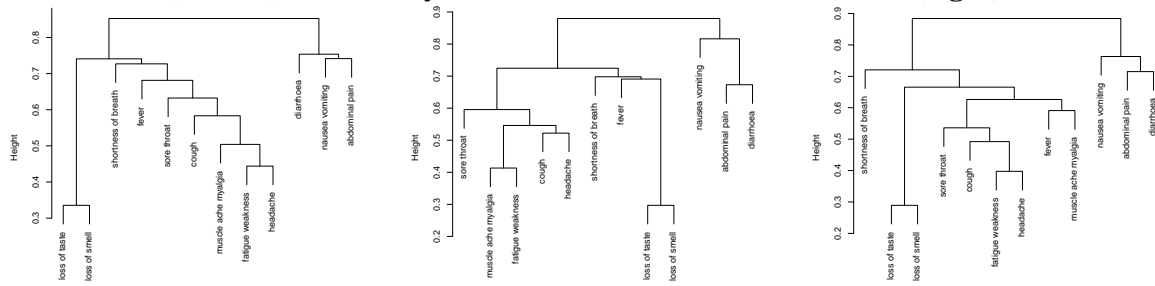 Height
0.3 0.4 0.5 0.6 0.7 0.8
loss of taste
loss of smell
shortness of breath
fever
sore throat
cough
muscle ache myalgia
fatigue weakness
headache
diarrhoea
nausea vomiting
abdominal pain
Height
0.2 0.3 0.4 0.5 0.6 0.7 0.8 0.9
sore throat
muscle ache myalgia
fatigue weakness
cough
headache
shortness of breath
fever
loss of taste
loss of smell
nausea vomiting
abdominal pain
diarrhoea
Height
0.2 0.3 0.4 0.5 0.6 0.7 0.8 0.9
shortness of breath
loss of taste
loss of smell
sore throat
cough
fatigue weakness
headache
fever
muscle ache myalgia
nausea vomiting
abdominal pain
diarrhoea